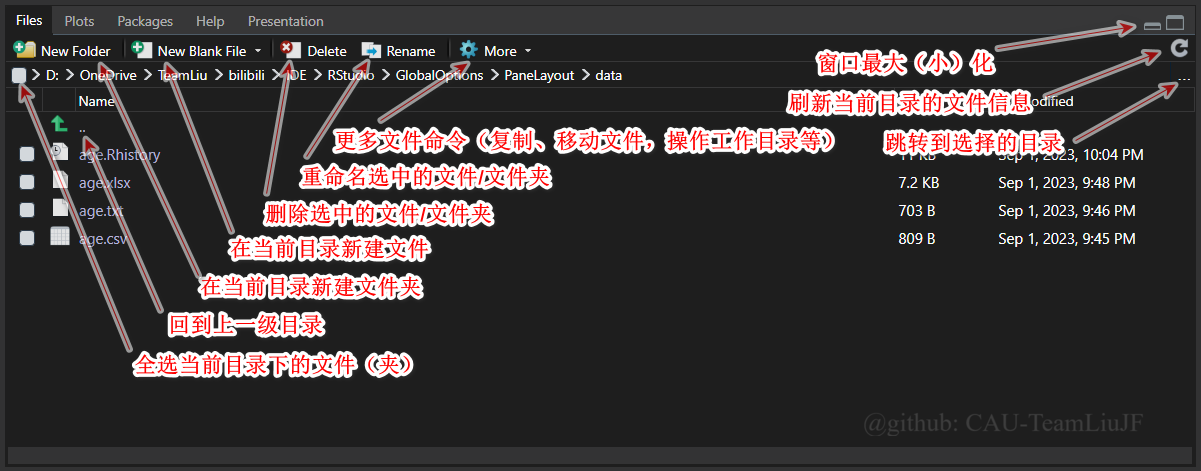 Files Plots Packages Help Presentation
New Folder New Blank File Delete Rename More
窗口最大（小）化
D: OneDrive TeamLiu bilibili IDE RStudio GlobalOptions PaneLayout data
...
刷新当前目录的文件信息
Name
更多文件命令（复制、移动文件，操作工作目录等）
跳转到选择的目录
..
age.Rhistory Sep 1, 2023, 10:04 PM
重命名选中的文件/文件夹
age.xlsx 7.2 KB Sep 1, 2023, 9:48 PM
删除选中的文件/文件夹
age.txt 703 B Sep 1, 2023, 9:46 PM
age.csv 809 B Sep 1, 2023, 9:45 PM
在当前目录新建文件
在当前目录新建文件夹
回到上一级目录
全选当前目录下的文件（夹）
@github: CAU-TeamLiuJF